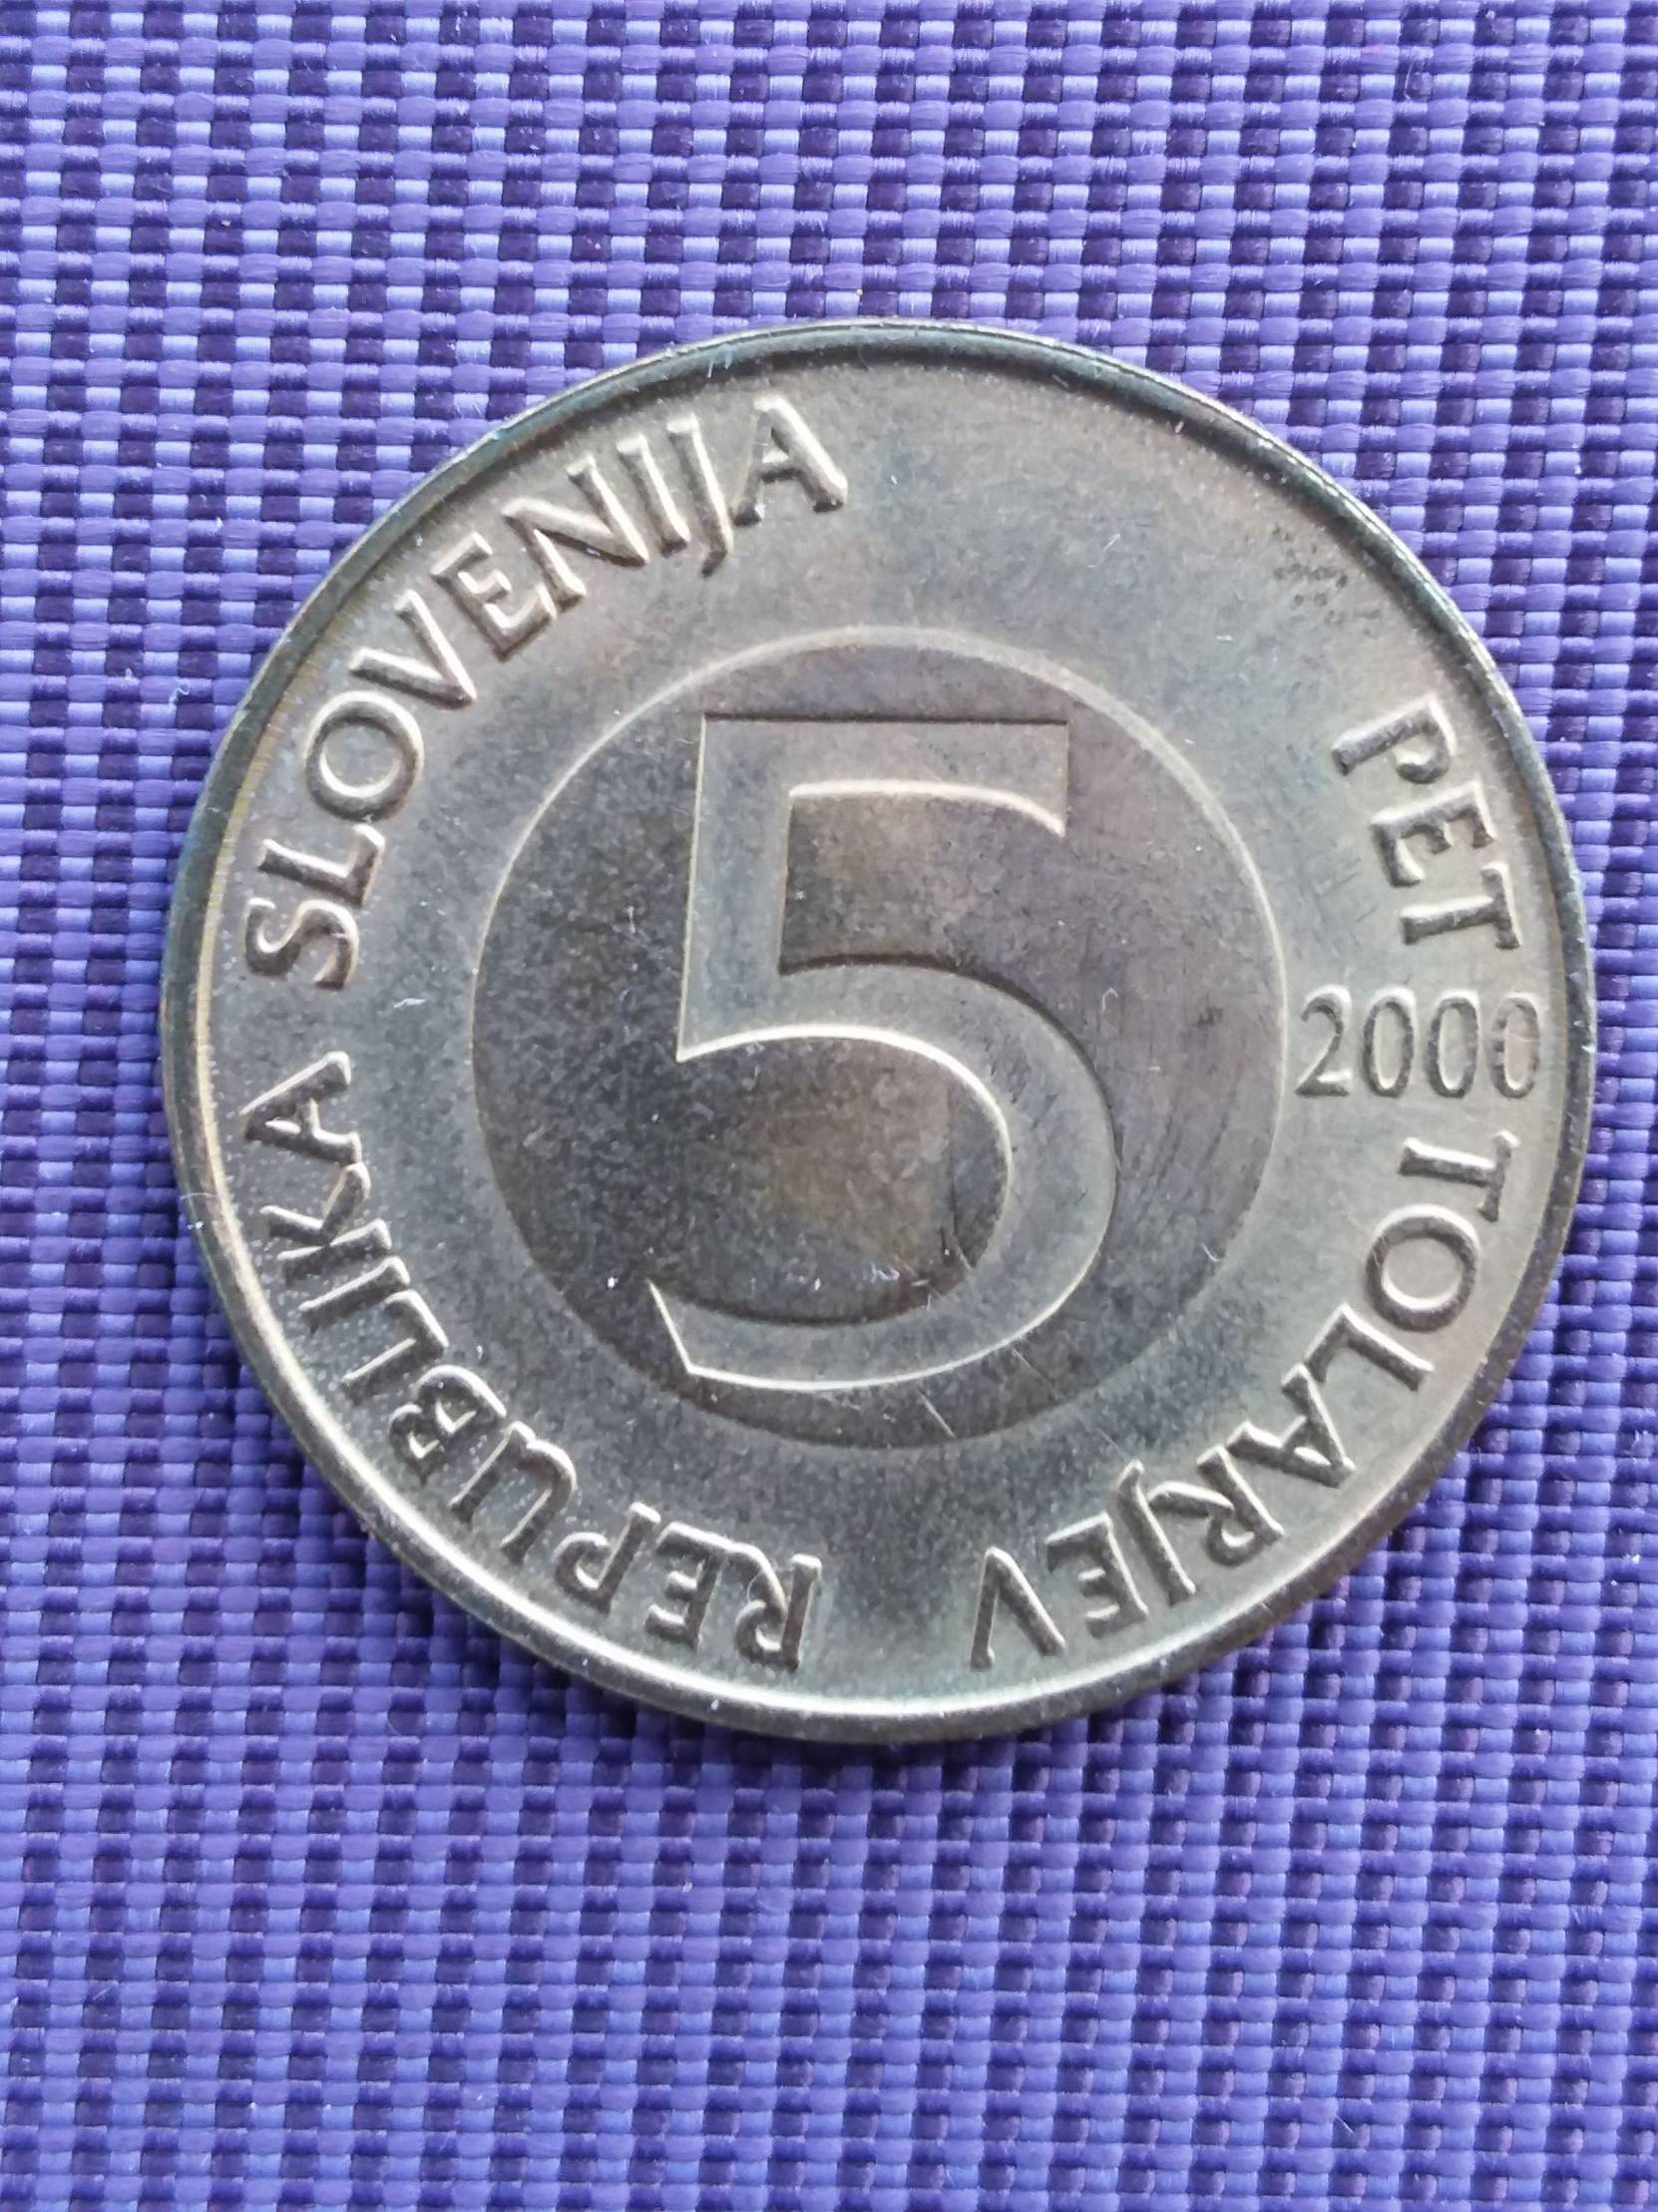 REPUBLIKA SLOVENIJA
5
PET TOLARJEV
2000